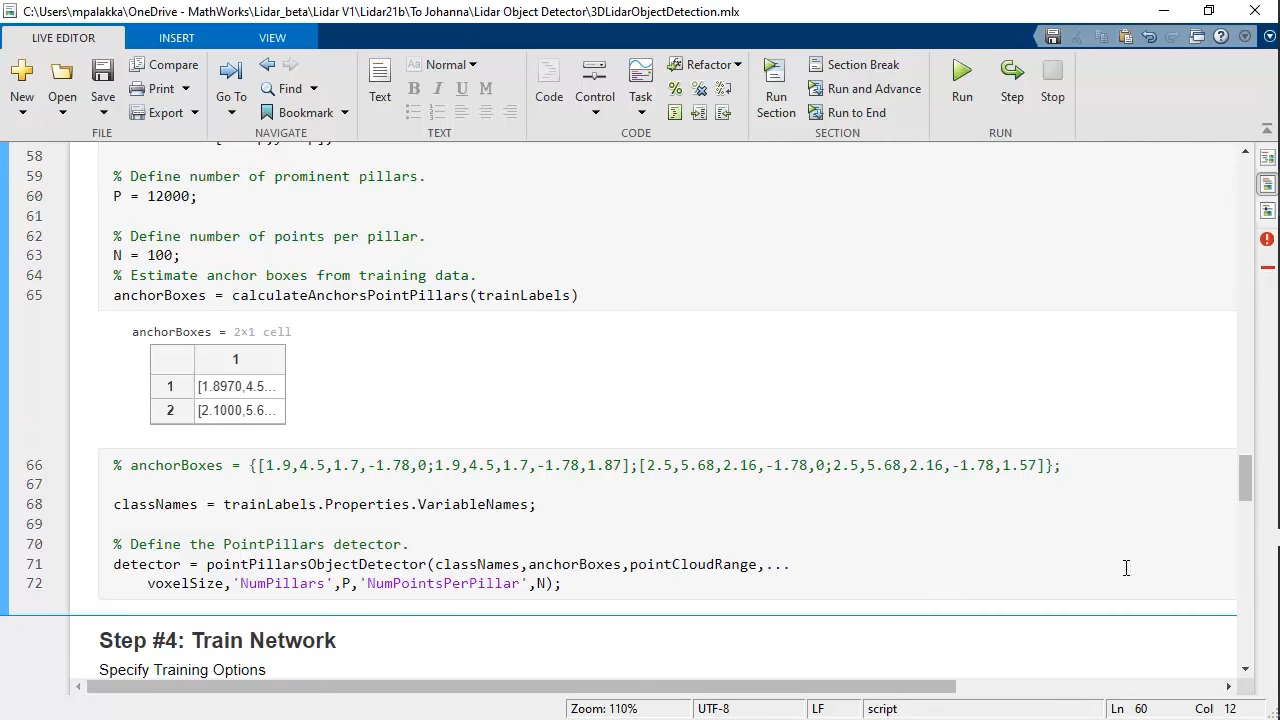 C:\Users\mpalakka\OneDrive - MathWorks\Lidar_beta\Lidar V1\Lidar21b\To Johanna\Lidar Object Detector\3DLidarObjectDetection.mlx
LIVE EDITOR INSERT VIEW
New Open Save Compare Print Export
Go To Find Bookmark
Text Aa Normal B I U M
Code Control Task Refactor
Run Section Section Break Run and Advance Run to End
Run Step Stop
FILE NAVIGATE TEXT CODE SECTION RUN
58
59 % Define number of prominent pillars.
60 P = 12000;
61
62 % Define number of points per pillar.
63 N = 100;
64 % Estimate anchor boxes from training data.
65 anchorBoxes = calculateAnchorsPointPillars(trainLabels)
anchorBoxes = 2×1 cell
1
1 [1.8970,4.5...
2 [2.1000,5.6...
66 % anchorBoxes = {[1.9,4.5,1.7,-1.78,0;1.9,4.5,1.7,-1.78,1.87];[2.5,5.68,2.16,-1.78,0;2.5,5.68,2.16,-1.78,1.57]};
67
68 classNames = trainLabels.Properties.VariableNames;
69
70 % Define the PointPillars detector.
71 detector = pointPillarsObjectDetector(classNames,anchorBoxes,pointCloudRange,...
72 voxelSize,'NumPillars',P,'NumPointsPerPillar',N);
Step #4: Train Network
Specify Training Options
Zoom: 110% UTF-8 LF script Ln 60 Col 12